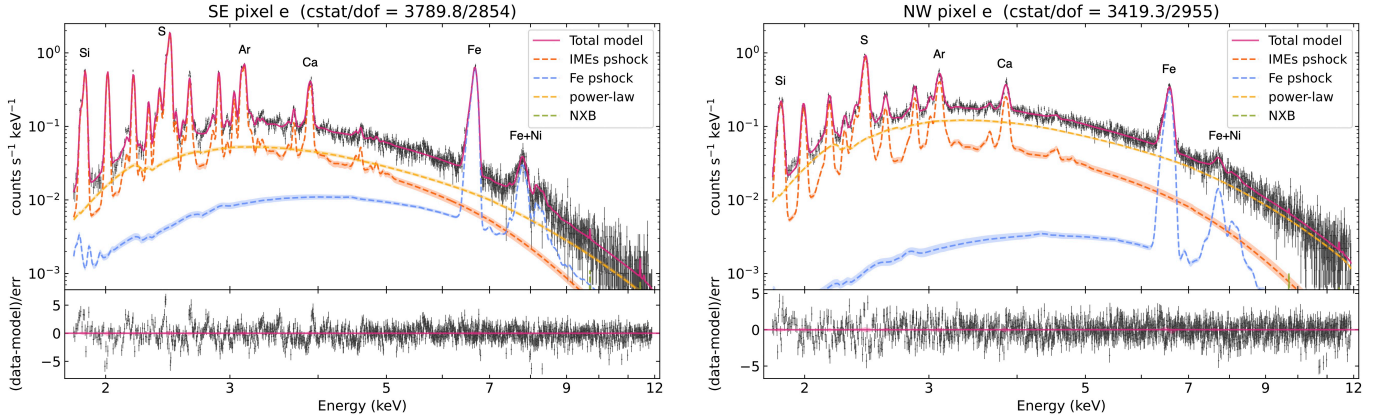 SE pixel e (cstat/dof = 3789.8/2854)
counts s⁻¹ keV⁻¹
10⁰
10⁻¹
10⁻²
10⁻³
Si
S
Ar
Ca
Fe
Fe+Ni
Total model
IMEs pshock
Fe pshock
power-law
NXB
(data-model)/err
5
0
−5
2
3
5
7
9
12
Energy (keV)
NW pixel e (cstat/dof = 3419.3/2955)
counts s⁻¹ keV⁻¹
10⁰
10⁻¹
10⁻²
10⁻³
Si
S
Ar
Ca
Fe
Fe+Ni
Total model
IMEs pshock
Fe pshock
power-law
NXB
(data-model)/err
5
0
−5
2
3
5
7
9
12
Energy (keV)